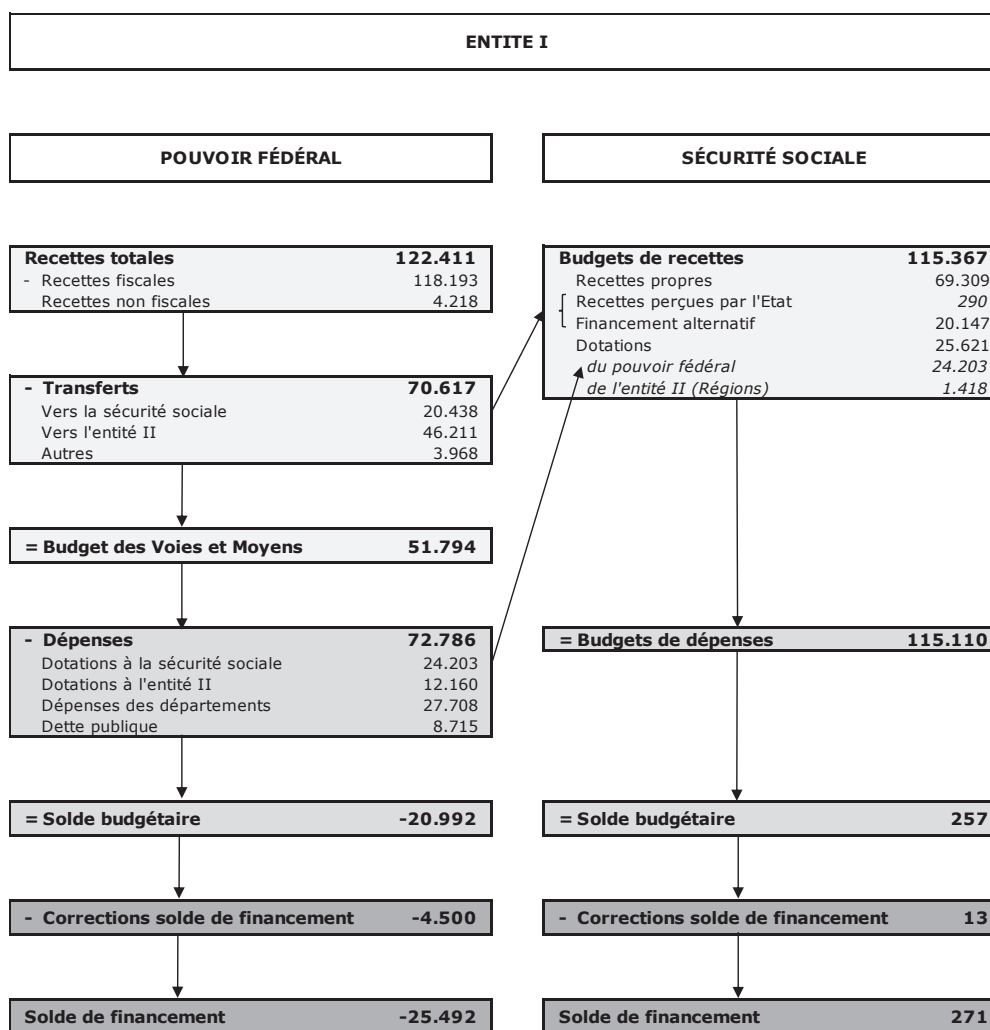 ENTITE I
POUVOIR FÉDÉRAL
Recettes totales 122.411
- Recettes fiscales 118.193
Recettes non fiscales 4.218
- Transferts 70.617
Vers la sécurité sociale 20.438
Vers l'entité II 46.211
Autres 3.968
= Budget des Voies et Moyens 51.794
- Dépenses 72.786
Dotations à la sécurité sociale 24.203
Dotations à l'entité II 12.160
Dépenses des départements 27.708
Dette publique 8.715
= Solde budgétaire -20.992
- Corrections solde de financement -4.500
Solde de financement -25.492
SÉCURITÉ SOCIALE
Budgets de recettes 115.367
Recettes propres 69.309
Recettes perçues par l'Etat 290
Financement alternatif 20.147
Dotations 25.621
du pouvoir fédéral 24.203
de l'entité II (Régions) 1.418
= Budgets de dépenses 115.110
= Solde budgétaire 257
- Corrections solde de financement 13
Solde de financement 271